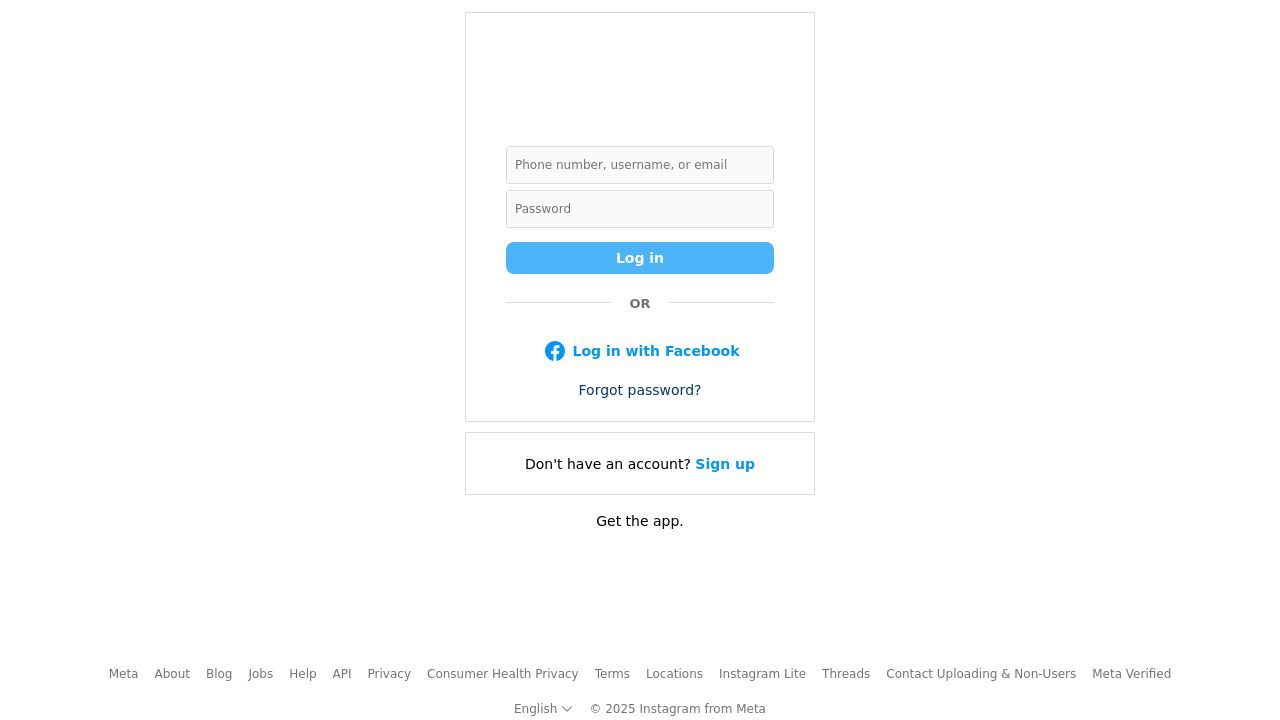 Phone number, username, or email
Password
Log in
OR
Log in with Facebook
Forgot password?
Don't have an account? Sign up
Get the app.
Meta About Blog Jobs Help API Privacy Consumer Health Privacy Terms Locations Instagram Lite Threads Contact Uploading & Non-Users Meta Verified
English © 2025 Instagram from Meta